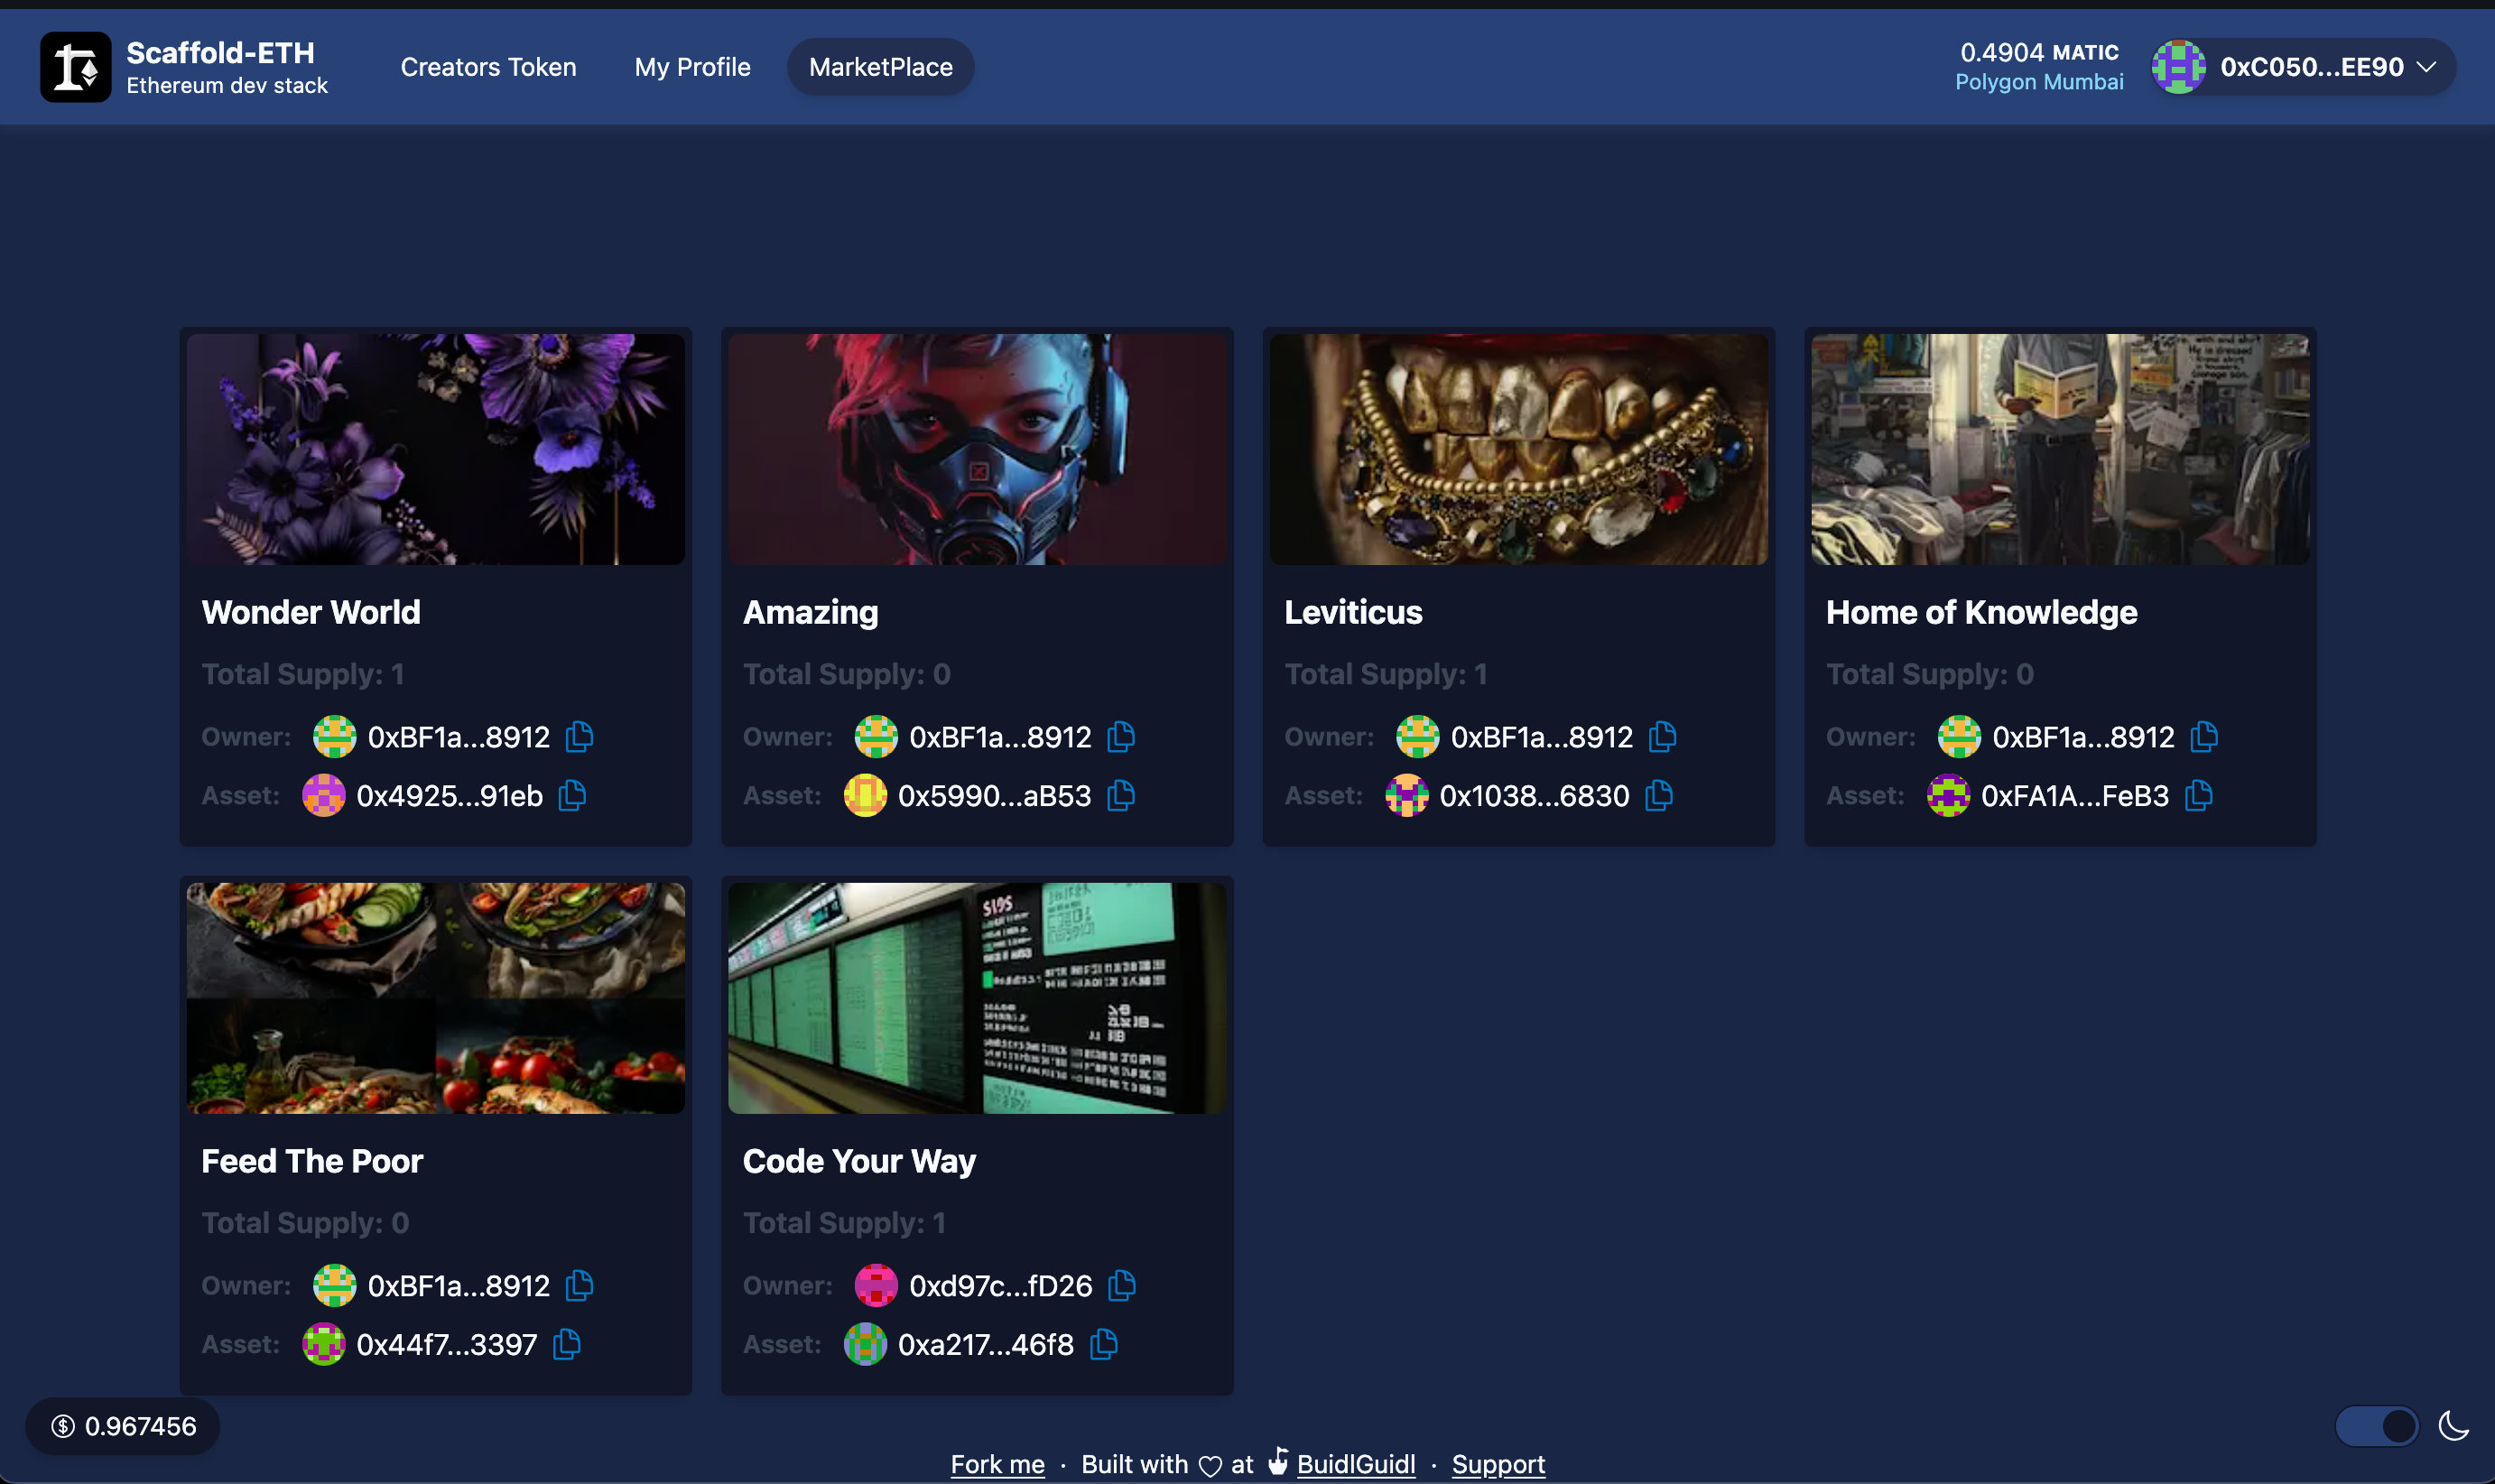 Scaffold-ETH
Ethereum dev stack
Creators Token
My Profile
MarketPlace
0.4904 MATIC
Polygon Mumbai
0xC050...EE90
Wonder World
Total Supply: 1
Owner: 0xBF1a...8912
Asset: 0x4925...91eb
Amazing
Total Supply: 0
Owner: 0xBF1a...8912
Asset: 0x5990...aB53
Leviticus
Total Supply: 1
Owner: 0xBF1a...8912
Asset: 0x1038...6830
Home of Knowledge
Total Supply: 0
Owner: 0xBF1a...8912
Asset: 0xFA1A...FeB3
Feed The Poor
Total Supply: 0
Owner: 0xBF1a...8912
Asset: 0x44f7...3397
Code Your Way
Total Supply: 1
Owner: 0xd97c...fD26
Asset: 0xa217...46f8
0.967456
Fork me · Built with ♡ at BuidlGuidl · Support